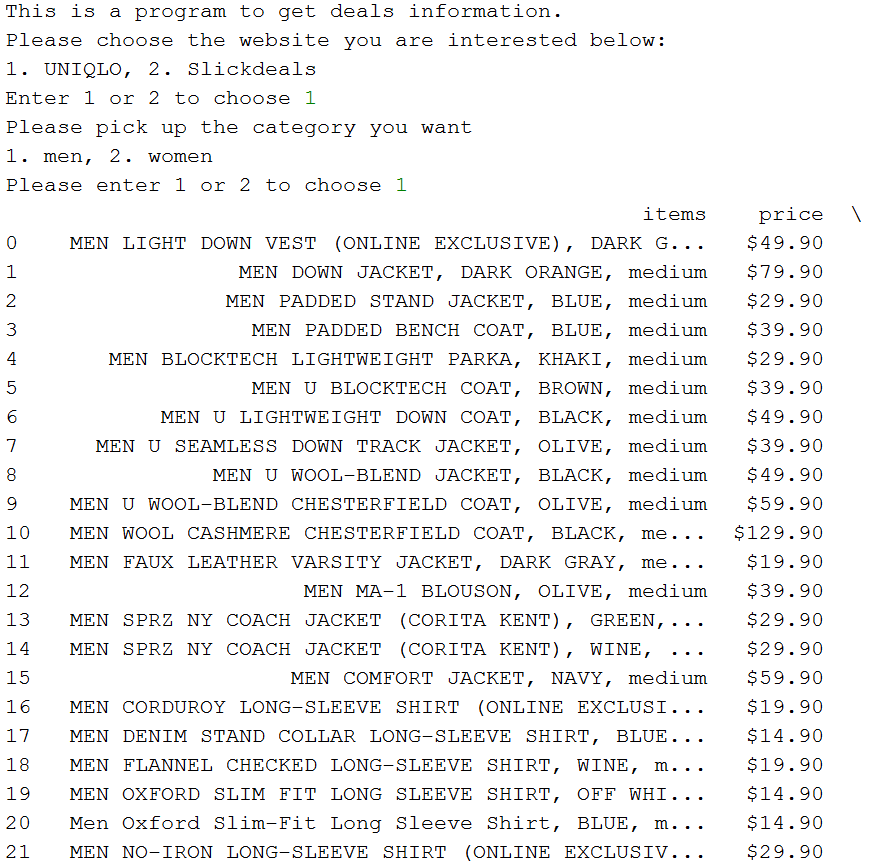 This is a program to get deals information.
Please choose the website you are interested below:
1. UNIQLO, 2. Slickdeals
Enter 1 or 2 to choose 1
Please pick up the category you want
1. men, 2. women
Please enter 1 or 2 to choose 1
items price \
0 MEN LIGHT DOWN VEST (ONLINE EXCLUSIVE), DARK G... $49.90
1 MEN DOWN JACKET, DARK ORANGE, medium $79.90
2 MEN PADDED STAND JACKET, BLUE, medium $29.90
3 MEN PADDED BENCH COAT, BLUE, medium $39.90
4 MEN BLOCKTECH LIGHTWEIGHT PARKA, KHAKI, medium $29.90
5 MEN U BLOCKTECH COAT, BROWN, medium $39.90
6 MEN U LIGHTWEIGHT DOWN COAT, BLACK, medium $49.90
7 MEN U SEAMLESS DOWN TRACK JACKET, OLIVE, medium $39.90
8 MEN U WOOL-BLEND JACKET, BLACK, medium $49.90
9 MEN U WOOL-BLEND CHESTERFIELD COAT, OLIVE, medium $59.90
10 MEN WOOL CASHMERE CHESTERFIELD COAT, BLACK, me... $129.90
11 MEN FAUX LEATHER VARSITY JACKET, DARK GRAY, me... $19.90
12 MEN MA-1 BLOUSON, OLIVE, medium $39.90
13 MEN SPRZ NY COACH JACKET (CORITA KENT), GREEN,... $29.90
14 MEN SPRZ NY COACH JACKET (CORITA KENT), WINE, ... $29.90
15 MEN COMFORT JACKET, NAVY, medium $59.90
16 MEN CORDUROY LONG-SLEEVE SHIRT (ONLINE EXCLUSI... $19.90
17 MEN DENIM STAND COLLAR LONG-SLEEVE SHIRT, BLUE... $14.90
18 MEN FLANNEL CHECKED LONG-SLEEVE SHIRT, WINE, m... $19.90
19 MEN OXFORD SLIM FIT LONG SLEEVE SHIRT, OFF WHI... $14.90
20 Men Oxford Slim-Fit Long Sleeve Shirt, BLUE, m... $14.90
21 MEN NO-IRON LONG-SLEEVE SHIRT (ONLINE EXCLUSIV... $29.90